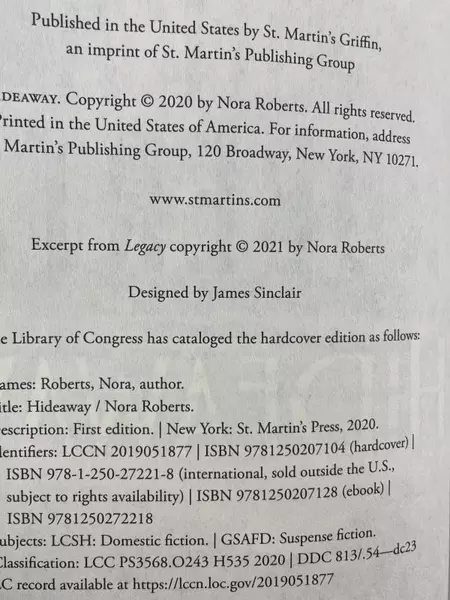 Published in the United States by St. Martin's Griffin,
an imprint of St. Martin's Publishing Group
IDEAWAY. Copyright © 2020 by Nora Roberts. All rights reserved.
Printed in the United States of America. For information, address
Martin's Publishing Group, 120 Broadway, New York, NY 10271.
www.stmartins.com
Excerpt from Legacy copyright © 2021 by Nora Roberts
Designed by James Sinclair
e Library of Congress has cataloged the hardcover edition as follows:
ames: Roberts, Nora, author.
itle: Hideaway / Nora Roberts.
escription: First edition. | New York: St. Martin's Press, 2020.
dentifiers: LCCN 2019051877 | ISBN 9781250207104 (hardcover) |
ISBN 978-1-250-27221-8 (international, sold outside the U.S.,
subject to rights availability) | ISBN 9781250207128 (ebook) |
ISBN 9781250272218
ubjects: LCSH: Domestic fiction. | GSAFD: Suspense fiction.
Classification: LCC PS3568.O243 H535 2020 | DDC 813/.54—dc23
LC record available at https://lccn.loc.gov/2019051877